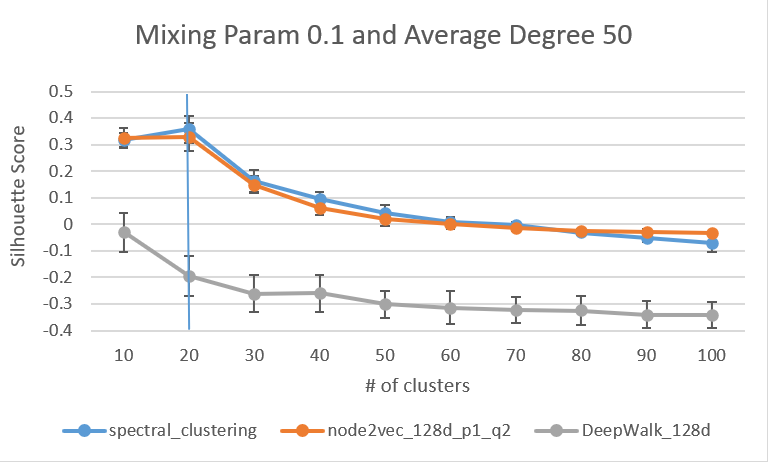 Mixing Param 0.1 and Average Degree 50
0.5
0.4
0.3
0.2
0.1
0
-0.1
-0.2
-0.3
-0.4
Silhouette Score
10 20 30 40 50 60 70 80 90 100
# of clusters
spectral_clustering node2vec_128d_p1_q2 DeepWalk_128d